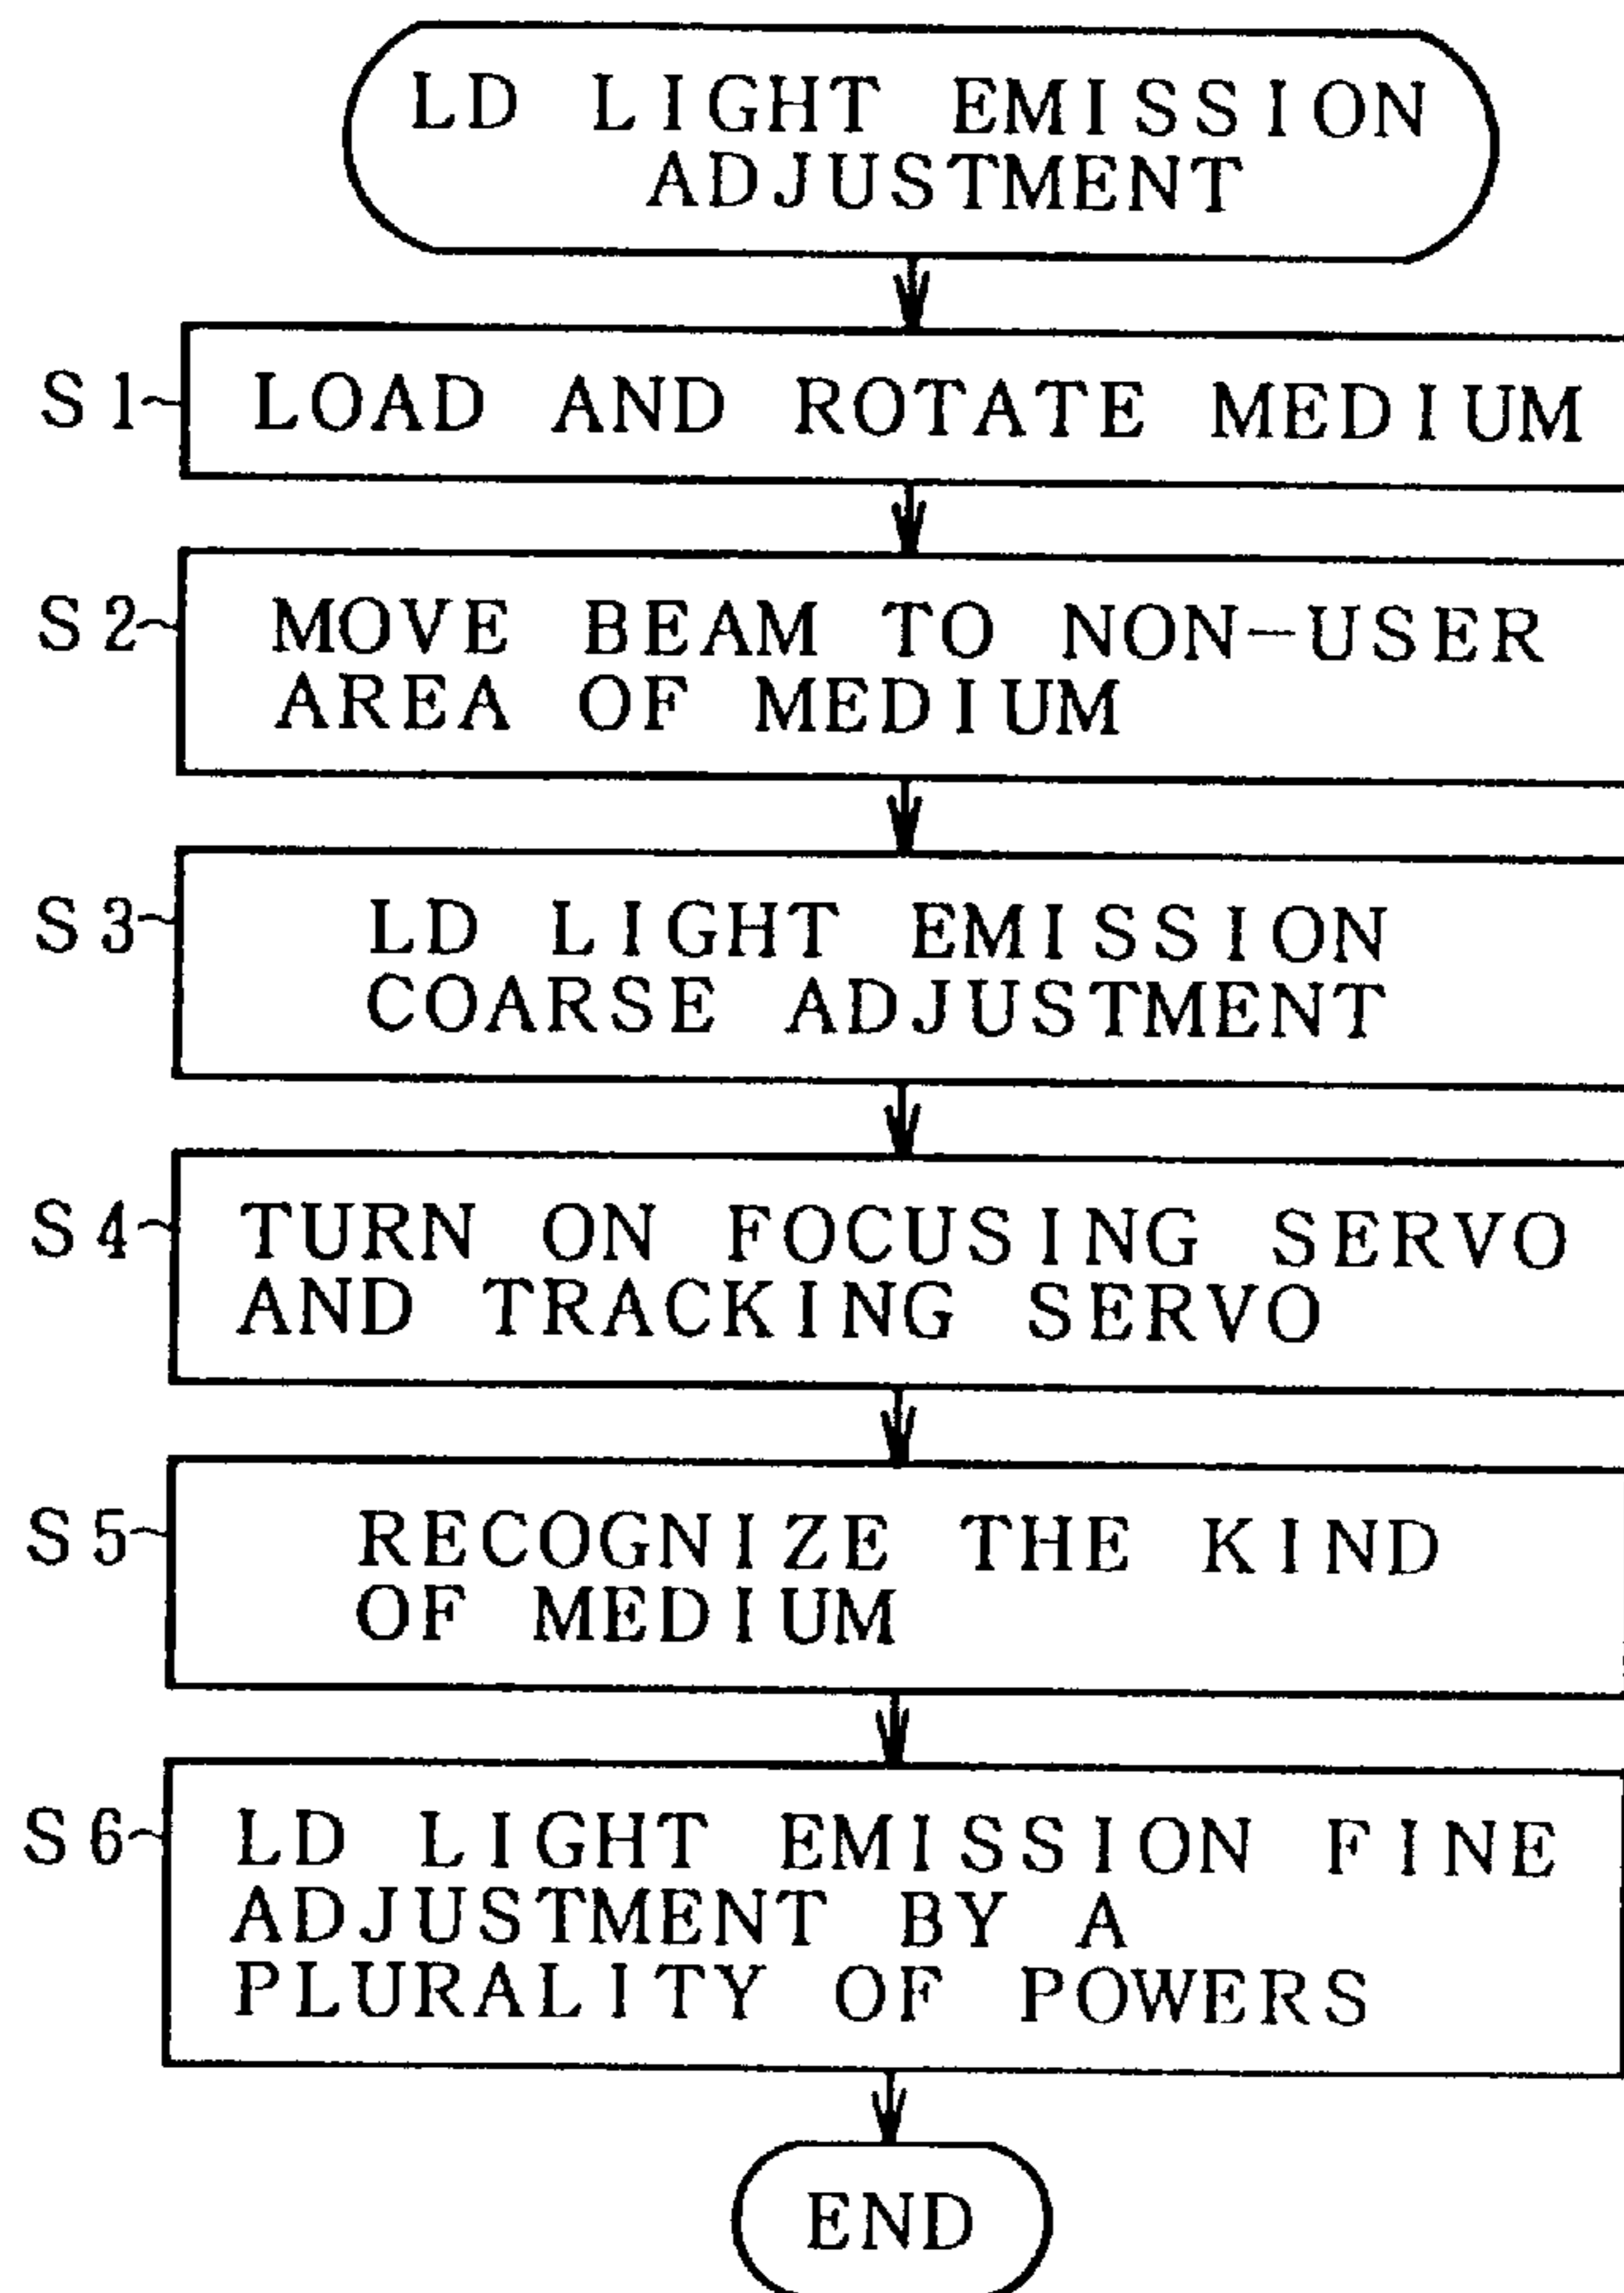 LD LIGHT EMISSION
ADJUSTMENT
S1 LOAD AND ROTATE MEDIUM
S2 MOVE BEAM TO NON-USER
AREA OF MEDIUM
S3 LD LIGHT EMISSION
COARSE ADJUSTMENT
S4 TURN ON FOCUSING SERVO
AND TRACKING SERVO
S5 RECOGNIZE THE KIND
OF MEDIUM
S6 LD LIGHT EMISSION FINE
ADJUSTMENT BY A
PLURALITY OF POWERS
END